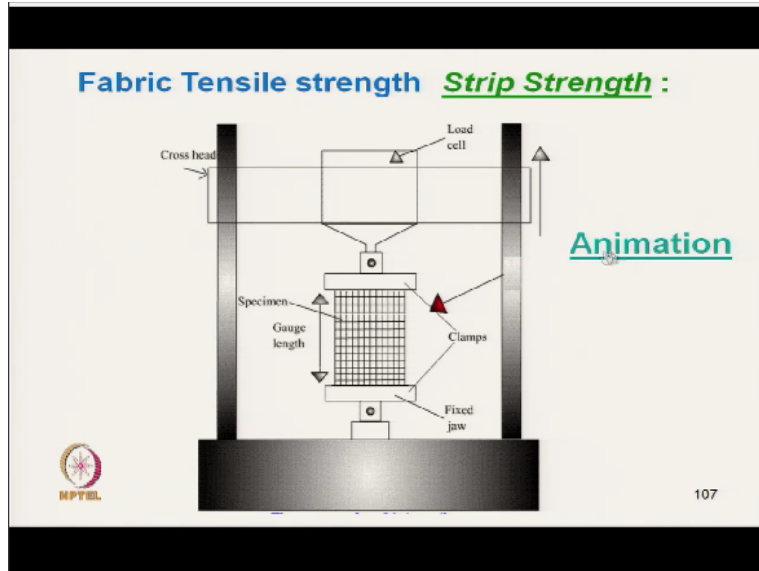 Fabric Tensile strength Strip Strength :
Load
cell
Cross head
Animation
Specimen
Gauge
length
Clamps
Fixed
jaw
NPTEL
107